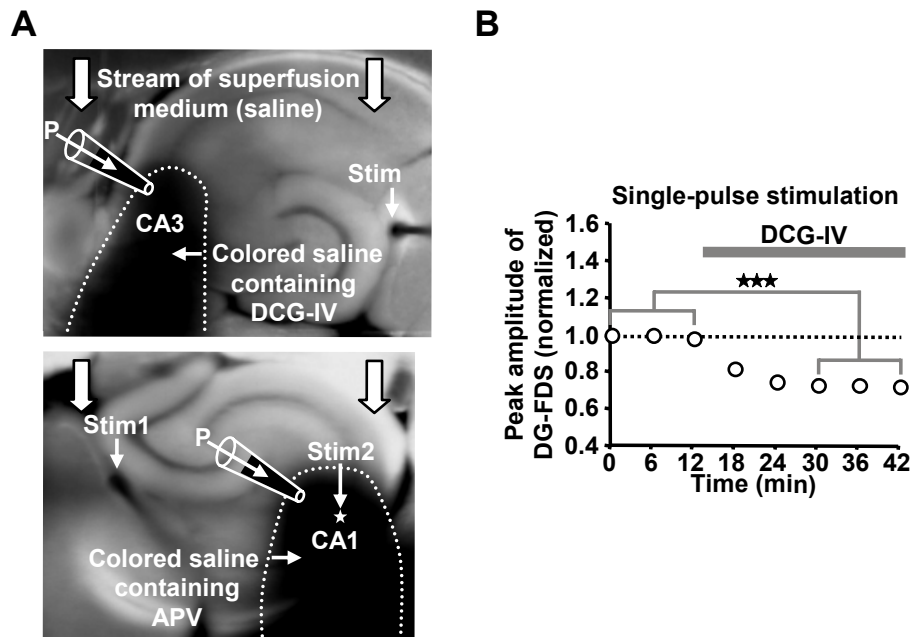 A
Stream of superfusion
medium (saline)
P
Stim
CA3
Colored saline
containing
DCG-IV
Stim1
P
Stim2
CA1
Colored saline
containing
APV
B
Single-pulse stimulation
DCG-IV
★★★
Peak amplitude of
DG-FDS (normalized)
1.6
1.4
1.2
1.0
0.8
0.6
0.4
0 6 12 18 24 30 36 42
Time (min)